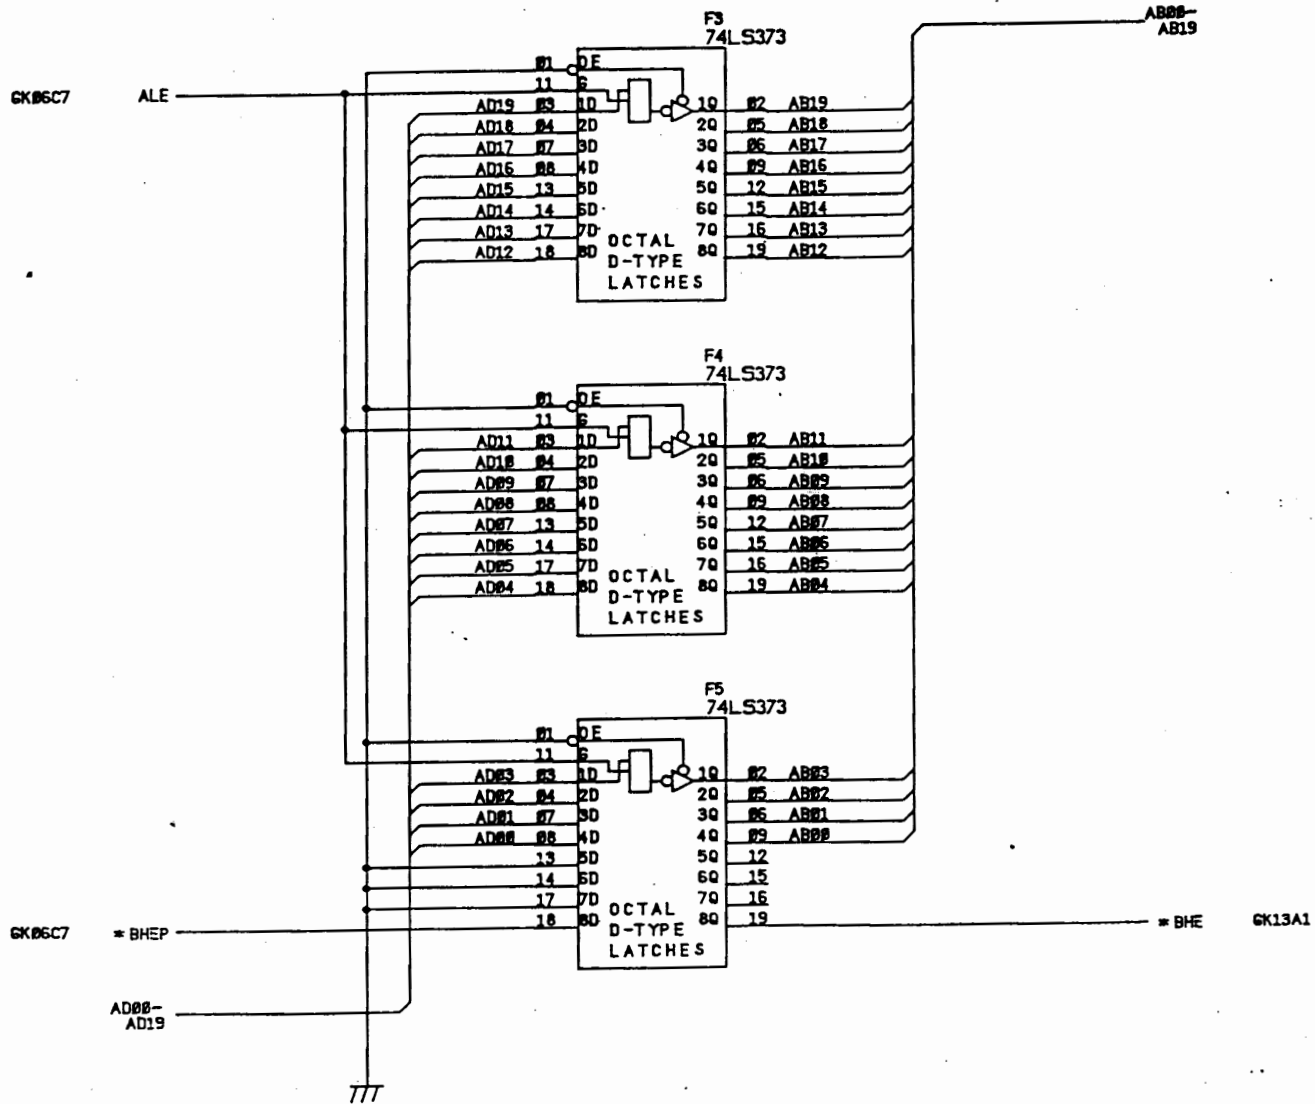 AB00-
AB19
GK06C7 ALE
F3
74LS373
01 OE
11 G
AD19 03 1D 1Q 02 AB19
AD18 04 2D 2Q 05 AB18
AD17 07 3D 3Q 06 AB17
AD16 08 4D 4Q 09 AB16
AD15 13 5D 5Q 12 AB15
AD14 14 6D 6Q 15 AB14
AD13 17 7D 7Q 16 AB13
AD12 18 8D 8Q 19 AB12
OCTAL
D-TYPE
LATCHES
F4
74LS373
01 OE
11 G
AD11 03 1D 1Q 02 AB11
AD10 04 2D 2Q 05 AB10
AD09 07 3D 3Q 06 AB09
AD08 08 4D 4Q 09 AB08
AD07 13 5D 5Q 12 AB07
AD06 14 6D 6Q 15 AB06
AD05 17 7D 7Q 16 AB05
AD04 18 8D 8Q 19 AB04
OCTAL
D-TYPE
LATCHES
F5
74LS373
01 OE
11 G
AD03 03 1D 1Q 02 AB03
AD02 04 2D 2Q 05 AB02
AD01 07 3D 3Q 06 AB01
AD00 08 4D 4Q 09 AB00
13 5D 5Q 12
14 6D 6Q 15
17 7D 7Q 16
18 8D 8Q 19
OCTAL
D-TYPE
LATCHES
GK06C7 *BHEP
*BHE GK13A1
AD00-
AD19